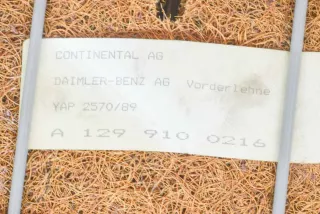 CONTINENTAL AG
DAIMLER-BENZ AG Vorderlehne
YAP 2570/89
A 129 910 0216